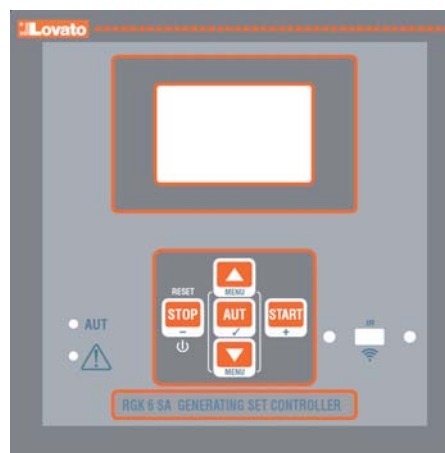 Lovato
MENU
RESET
STOP
AUT
START
-
✓
+
MENU
AUT
RGK 6 SA GENERATING SET CONTROLLER